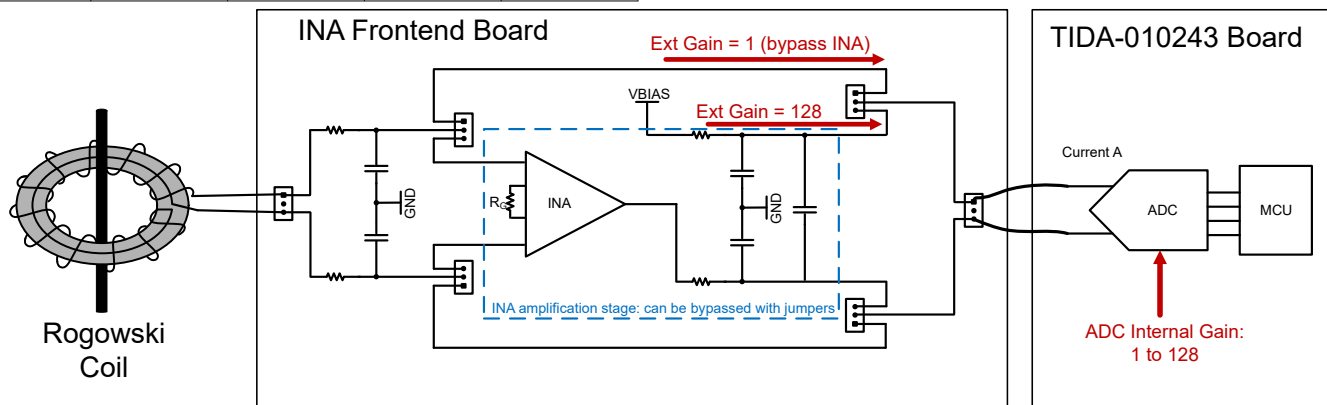 INA Frontend Board
TIDA-010243 Board
Ext Gain = 1 (bypass INA)
VBIAS
Ext Gain = 128
Current A
GND
RG
INA
GND
ADC
MCU
INA amplification stage: can be bypassed with jumpers
Rogowski
Coil
ADC Internal Gain:
1 to 128